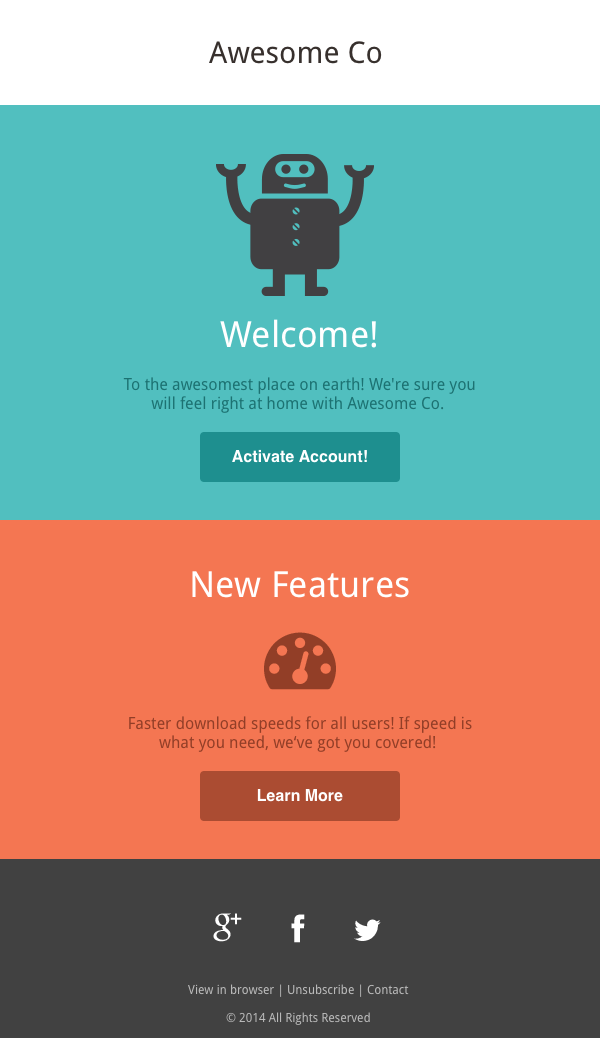 Awesome Co
Welcome!
To the awesomest place on earth! We're sure you
will feel right at home with Awesome Co.
Activate Account!
New Features
Faster download speeds for all users! If speed is
what you need, we’ve got you covered!
Learn More
g+ f
View in browser | Unsubscribe | Contact
© 2014 All Rights Reserved